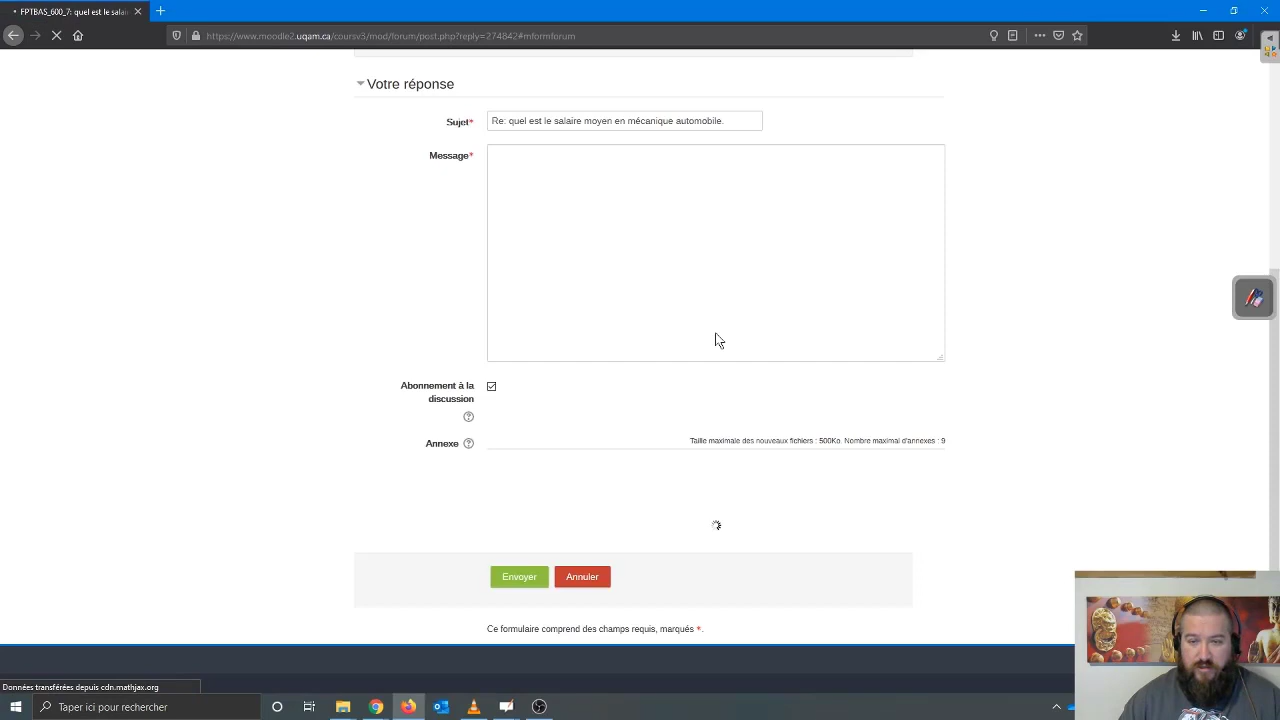 FPTBAS_600_7: quel est le salai
https://www.moodle2.uqam.ca/coursv3/mod/forum/post.php?reply=274842#mformforum
Votre réponse
Sujet*
Re: quel est le salaire moyen en mécanique automobile.
Message*
Abonnement à la
discussion
Annexe
Taille maximale des nouveaux fichiers : 500Ko. Nombre maximal d'annexes : 9
Envoyer
Annuler
Ce formulaire comprend des champs requis, marqués *.
Données transférées depuis cdn.mathjax.org
Taper ici pour rechercher